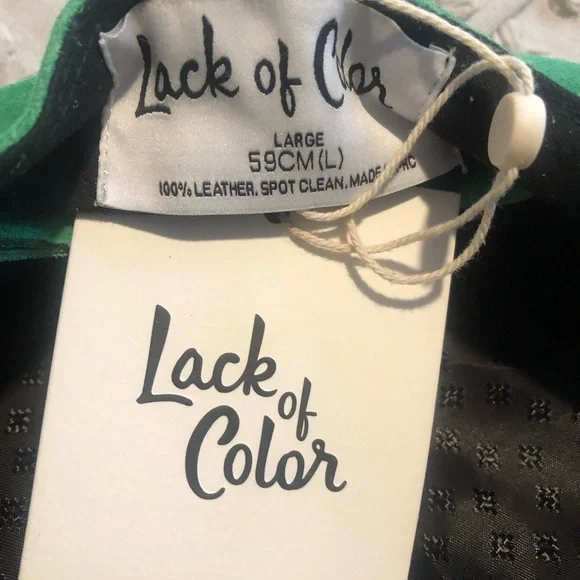 Lack of Color
LARGE
59CM(L)
100% LEATHER. SPOT CLEAN. MADE
Lack
of
Color